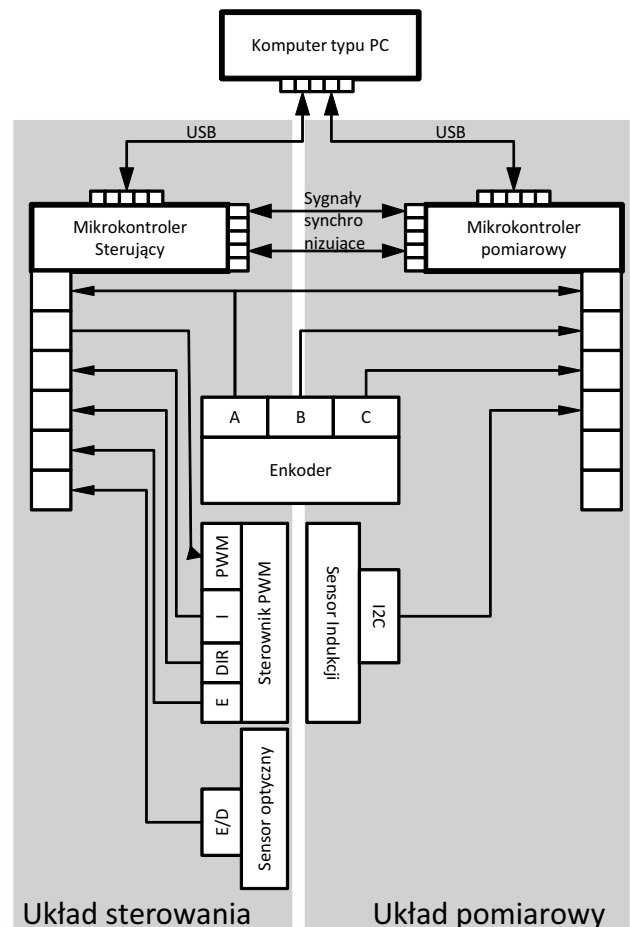 Komputer typu PC
USB
USB
Mikrokontroler
Sterujący
Sygnały
synchro
nizujące
Mikrokontroler
pomiarowy
A
B
C
Enkoder
PWM
I
DIR
E
Sterownik PWM
Sensor Indukcji
I2C
E/D
Sensor optyczny
Układ sterowania
Układ pomiarowy